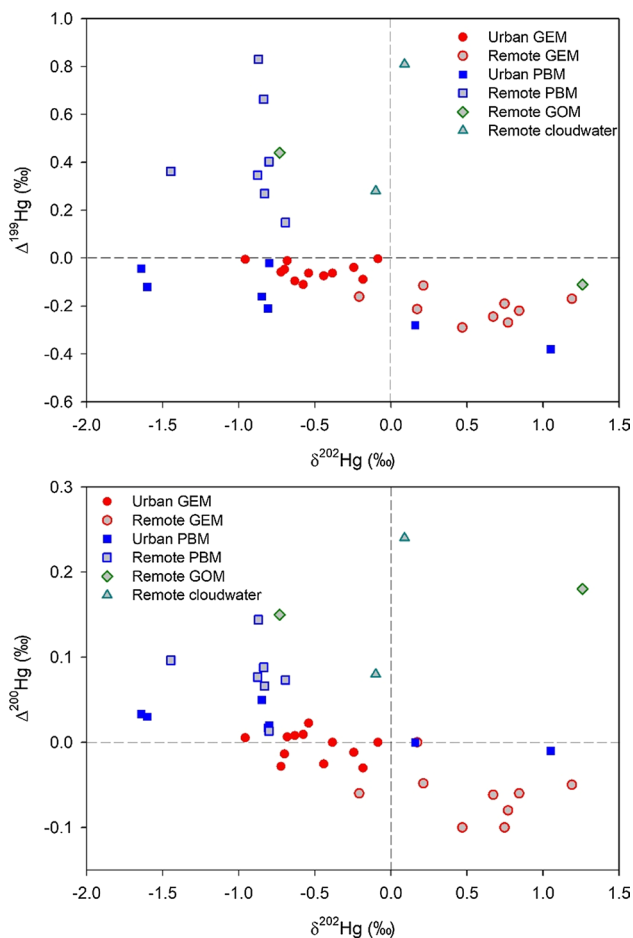 1.0
0.8
0.6
0.4
0.2
0.0
-0.2
-0.4
-0.6
Δ¹⁹⁹Hg (‰)
Urban GEM
Remote GEM
Urban PBM
Remote PBM
Remote GOM
Remote cloudwater
-2.0 -1.5 -1.0 -0.5 0.0 0.5 1.0 1.5
δ²⁰²Hg (‰)
0.3
0.2
0.1
0.0
-0.1
Δ²⁰⁰Hg (‰)
Urban GEM
Remote GEM
Urban PBM
Remote PBM
Remote GOM
Remote cloudwater
-2.0 -1.5 -1.0 -0.5 0.0 0.5 1.0 1.5
δ²⁰²Hg (‰)